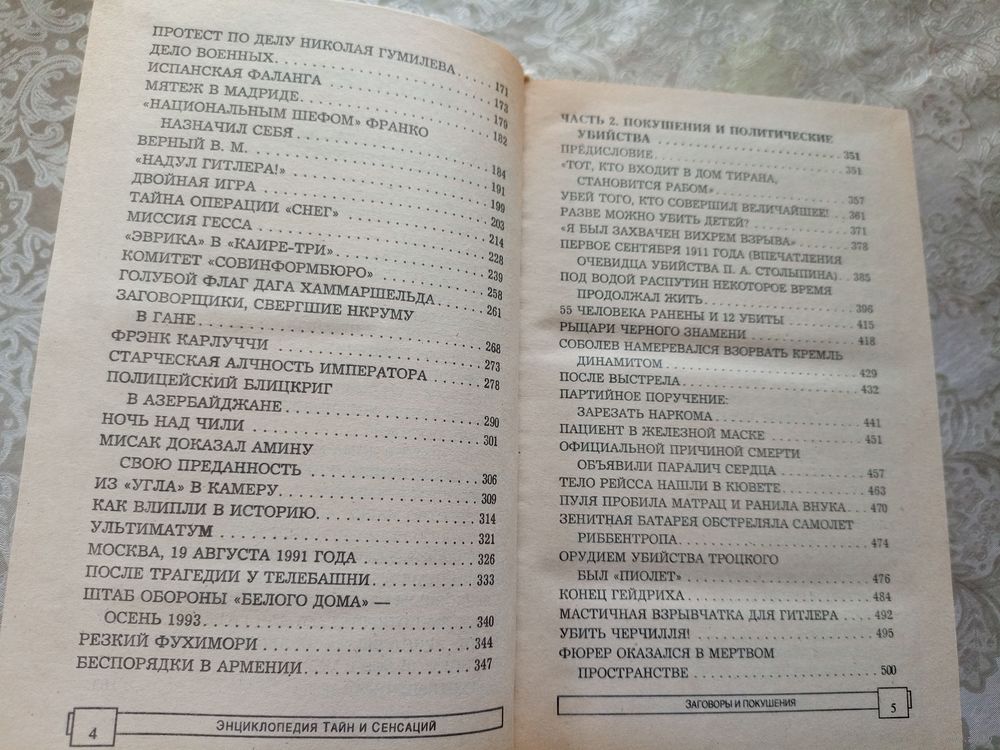 ПРОТЕСТ ПО ДЕЛУ НИКОЛАЯ ГУМИЛЕВА....171
ДЕЛО ВОЕННЫХ....173
ИСПАНСКАЯ ФАЛАНГА....179
МЯТЕЖ В МАДРИДЕ....182
«НАЦИОНАЛЬНЫМ ШЕФОМ» ФРАНКО
НАЗНАЧИЛ СЕБЯ....184
ВЕРНЫЙ В. М.....191
«НАДУЛ ГИТЛЕРА!»....199
ДВОЙНАЯ ИГРА....203
ТАЙНА ОПЕРАЦИИ «СНЕГ»....214
МИССИЯ ГЕССА....228
«ЭВРИКА» В «КАИРЕ-ТРИ»....239
КОМИТЕТ «СОВИНФОРМБЮРО»....258
ГОЛУБОЙ ФЛАГ ДАГА ХАММАРШЕЛЬДА....261
ЗАГОВОРЩИКИ, СВЕРГШИЕ НКРУМУ
В ГАНЕ....268
ФРЭНК КАРЛУЧЧИ....273
СТАРЧЕСКАЯ АЛЧНОСТЬ ИМПЕРАТОРА....278
ПОЛИЦЕЙСКИЙ БЛИЦКРИГ
В АЗЕРБАЙДЖАНЕ....290
НОЧЬ НАД ЧИЛИ....301
МИСАК ДОКАЗАЛ АМИНУ
СВОЮ ПРЕДАННОСТЬ....306
ИЗ «УГЛА» В КАМЕРУ....309
КАК ВЛИПЛИ В ИСТОРИЮ....314
УЛЬТИМАТУМ....321
МОСКВА, 19 АВГУСТА 1991 ГОДА....326
ПОСЛЕ ТРАГЕДИИ У ТЕЛЕБАШНИ....333
ШТАБ ОБОРОНЫ «БЕЛОГО ДОМА» —
ОСЕНЬ 1993....340
РЕЗКИЙ ФУХИМОРИ....344
БЕСПОРЯДКИ В АРМЕНИИ....347
4 ЭНЦИКЛОПЕДИЯ ТАЙН И СЕНСАЦИЙ
ЧАСТЬ 2. ПОКУШЕНИЯ И ПОЛИТИЧЕСКИЕ
УБИЙСТВА....351
ПРЕДИСЛОВИЕ....351
«ТОТ, КТО ВХОДИТ В ДОМ ТИРАНА,
СТАНОВИТСЯ РАБОМ»....357
УБЕЙ ТОГО, КТО СОВЕРШИЛ ВЕЛИЧАЙШЕЕ!..361
РАЗВЕ МОЖНО УБИТЬ ДЕТЕЙ?....371
«Я БЫЛ ЗАХВАЧЕН ВИХРЕМ ВЗРЫВА»....378
ПЕРВОЕ СЕНТЯБРЯ 1911 ГОДА (ВПЕЧАТЛЕНИЯ
ОЧЕВИДЦА УБИЙСТВА П. А. СТОЛЫПИНА)..385
ПОД ВОДОЙ РАСПУТИН НЕКОТОРОЕ ВРЕМЯ
ПРОДОЛЖАЛ ЖИТЬ....396
55 ЧЕЛОВЕКА РАНЕНЫ И 12 УБИТЫ....415
РЫЦАРИ ЧЕРНОГО ЗНАМЕНИ....418
СОБОЛЕВ НАМЕРЕВАЛСЯ ВЗОРВАТЬ КРЕМЛЬ
ДИНАМИТОМ....429
ПОСЛЕ ВЫСТРЕЛА....432
ПАРТИЙНОЕ ПОРУЧЕНИЕ:
ЗАРЕЗАТЬ НАРКОМА....441
ПАЦИЕНТ В ЖЕЛЕЗНОЙ МАСКЕ....451
ОФИЦИАЛЬНОЙ ПРИЧИНОЙ СМЕРТИ
ОБЪЯВИЛИ ПАРАЛИЧ СЕРДЦА....457
ТЕЛО РЕЙССА НАШЛИ В КЮВЕТЕ....463
ПУЛЯ ПРОБИЛА МАТРАЦ И РАНИЛА ВНУКА..470
ЗЕНИТНАЯ БАТАРЕЯ ОБСТРЕЛЯЛА САМОЛЕТ
РИББЕНТРОПА....474
ОРУДИЕМ УБИЙСТВА ТРОЦКОГО
БЫЛ «ПИОЛЕТ»....476
КОНЕЦ ГЕЙДРИХА....484
МАСТИЧНАЯ ВЗРЫВЧАТКА ДЛЯ ГИТЛЕРА....492
УБИТЬ ЧЕРЧИЛЛЯ!....495
ФЮРЕР ОКАЗАЛСЯ В МЕРТВОМ
ПРОСТРАНСТВЕ....500
ЗАГОВОРЫ И ПОКУШЕНИЯ 5